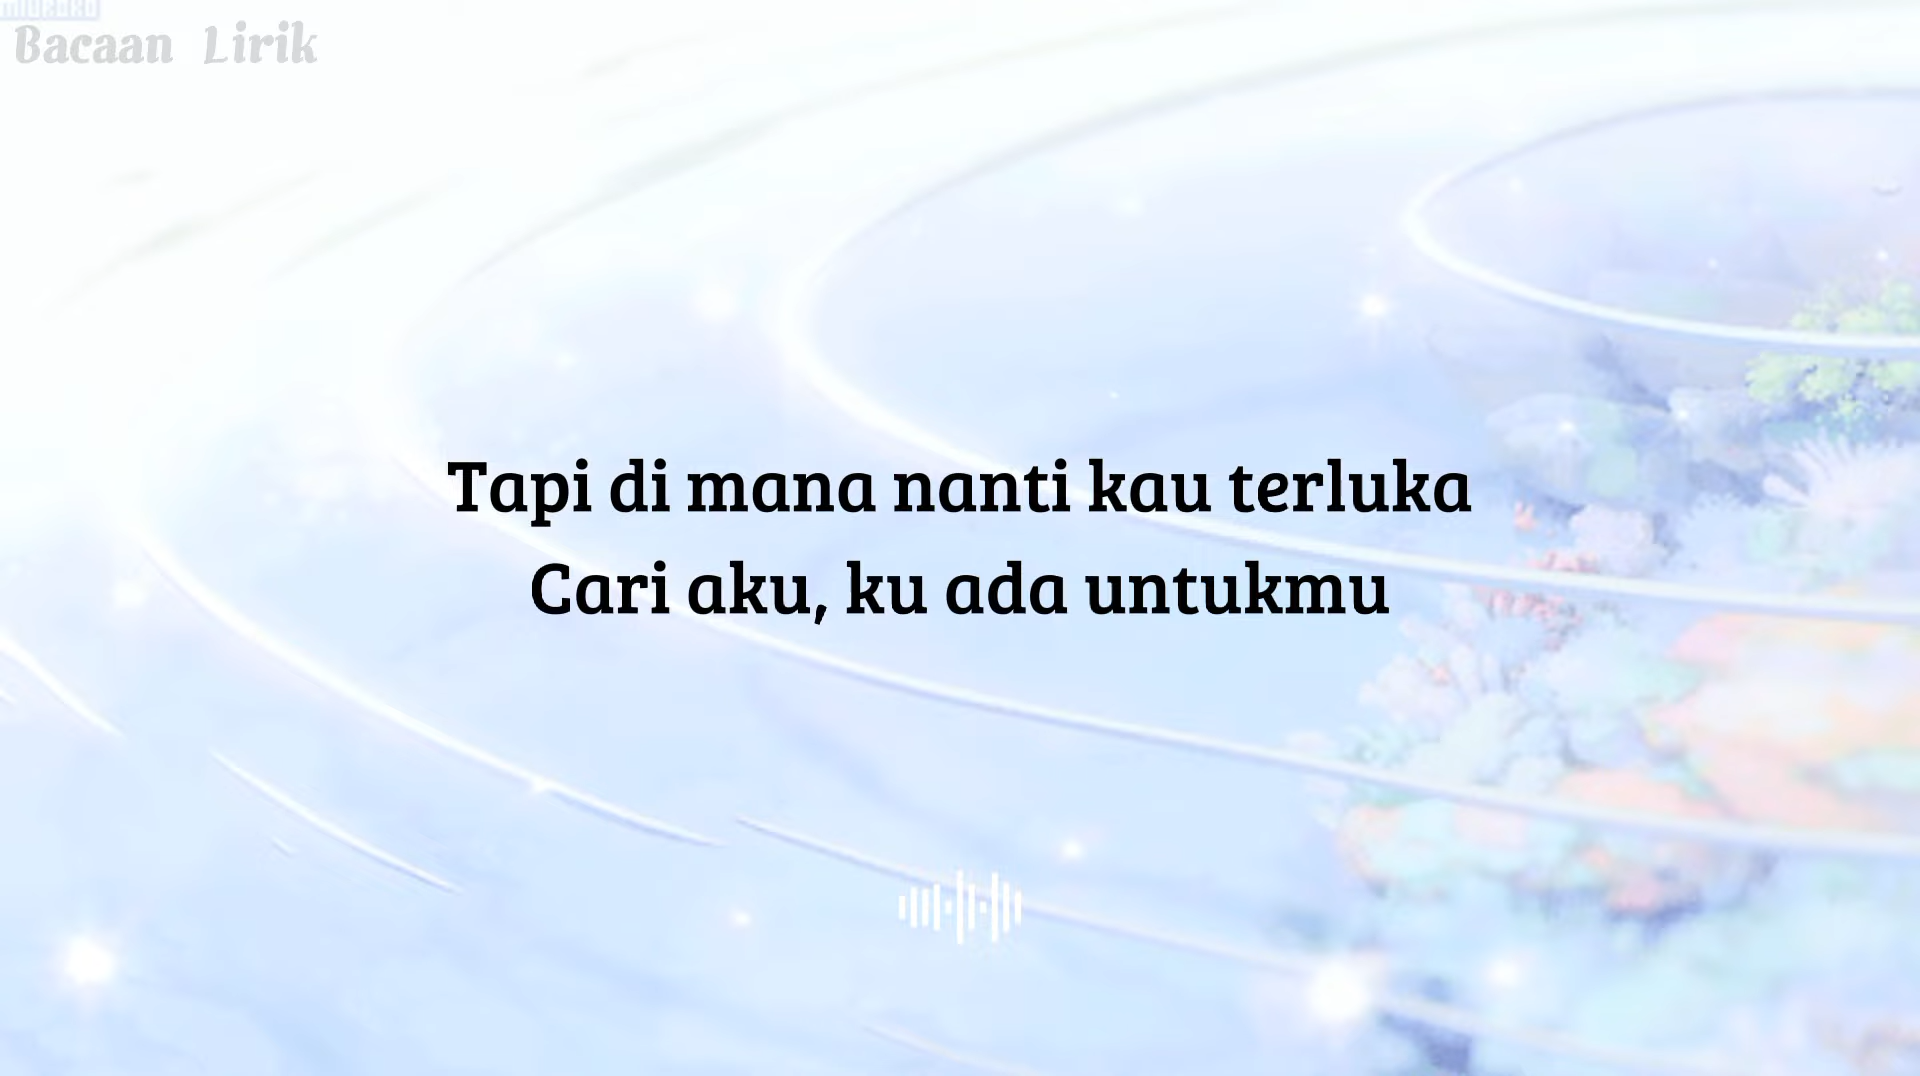 Bacaan Lirik
Tapi di mana nanti kau terluka
Cari aku, ku ada untukmu